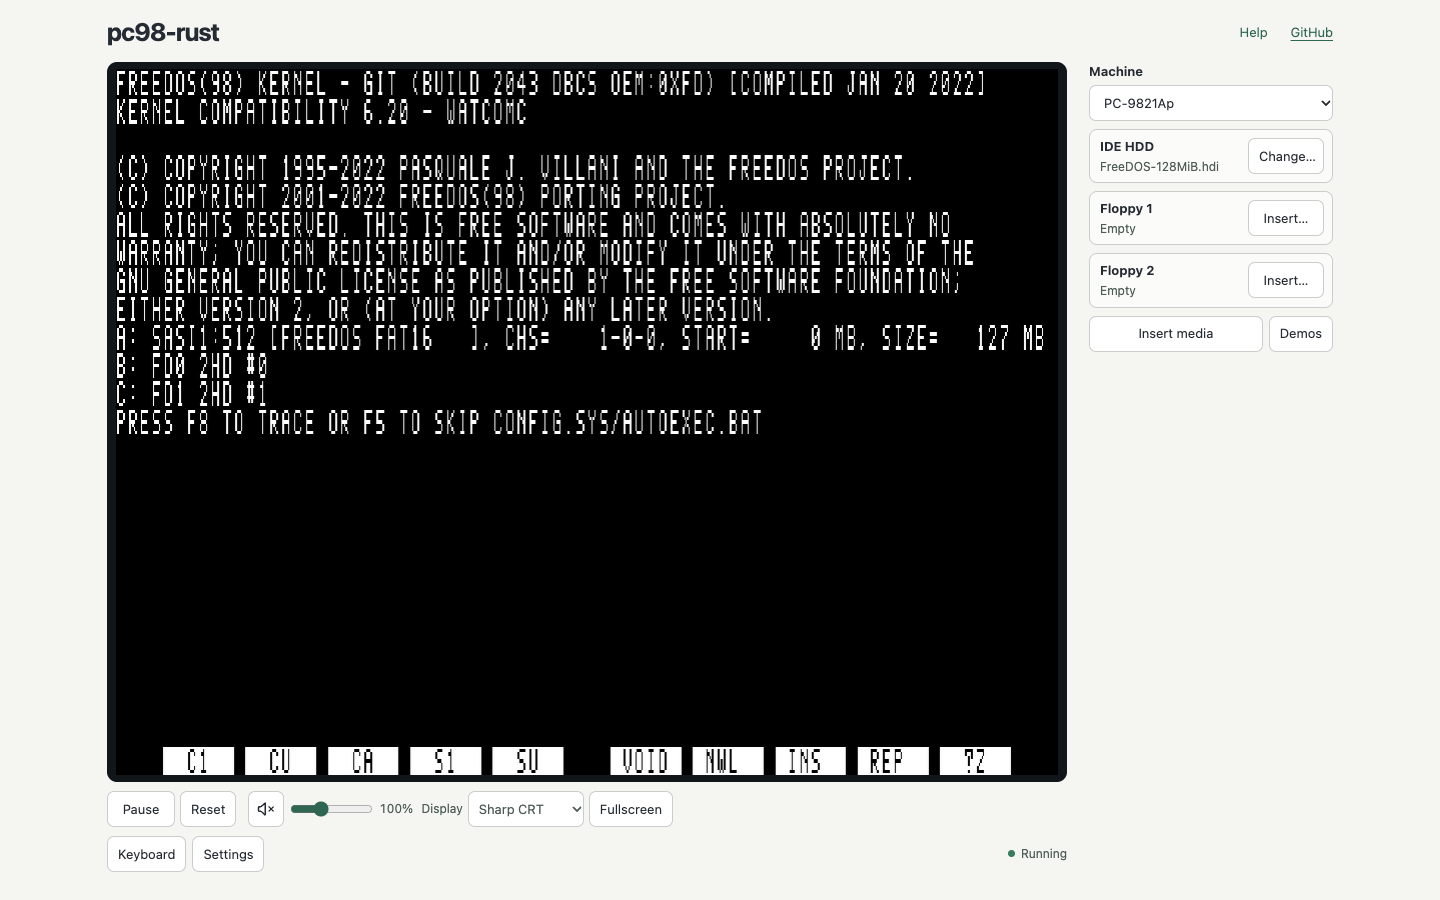 pc98-rust
Help
GitHub
FREEDOS(98) KERNEL - GIT (BUILD 2043 DBCS OEM:0XFD) [COMPILED JAN 20 2022]
KERNEL COMPATIBILITY 6.20 - WATCOMC
(C) COPYRIGHT 1995-2022 PASQUALE J. VILLANI AND THE FREEDOS PROJECT.
(C) COPYRIGHT 2001-2022 FREEDOS(98) PORTING PROJECT.
ALL RIGHTS RESERVED. THIS IS FREE SOFTWARE AND COMES WITH ABSOLUTELY NO
WARRANTY; YOU CAN REDISTRIBUTE IT AND/OR MODIFY IT UNDER THE TERMS OF THE
GNU GENERAL PUBLIC LICENSE AS PUBLISHED BY THE FREE SOFTWARE FOUNDATION;
EITHER VERSION 2, OR (AT YOUR OPTION) ANY LATER VERSION.
A: SASI1:512 [FREEDOS FAT16   ], CHS=    1-0-0, START=     0 MB, SIZE=   127 MB
B: FD0 2HD #0
C: FD1 2HD #1
PRESS F8 TO TRACE OR F5 TO SKIP CONFIG.SYS/AUTOEXEC.BAT
C1 CU CA S1 SU VOID NWL INS REP ^Z
Machine
PC-9821Ap
IDE HDD
FreeDOS-128MiB.hdi
Change...
Floppy 1
Empty
Insert...
Floppy 2
Empty
Insert...
Insert media
Demos
Pause
Reset
100%
Display
Sharp CRT
Fullscreen
Keyboard
Settings
Running